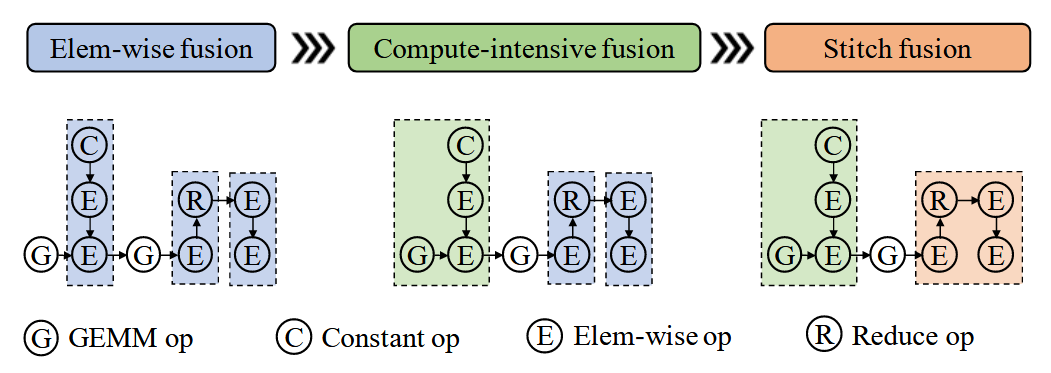 Elem-wise fusion
Compute-intensive fusion
Stitch fusion
C
E
R E
G E G E E
C
E
R E
G E G E E
C
E
R E
G E G E E
G GEMM op
C Constant op
E Elem-wise op
R Reduce op